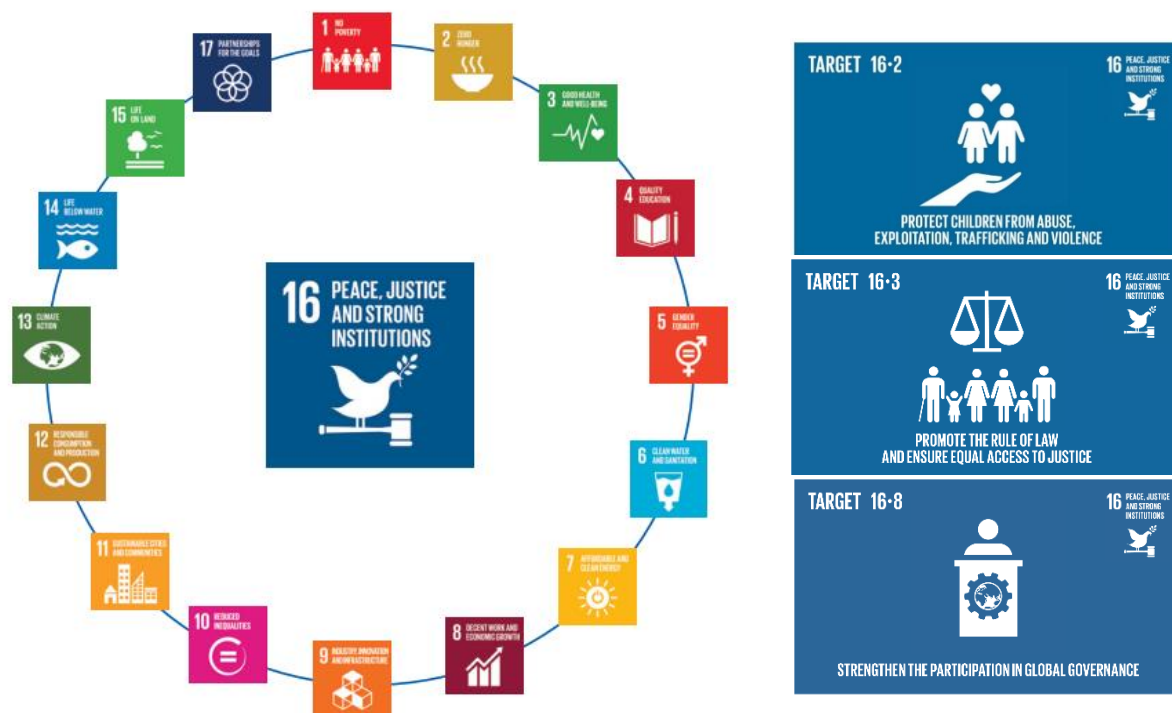 1 NO
POVERTY
2 ZERO
HUNGER
3 GOOD HEALTH
AND WELL-BEING
4 QUALITY
EDUCATION
5 GENDER
EQUALITY
6 CLEAN WATER
AND SANITATION
7 AFFORDABLE AND
CLEAN ENERGY
8 DECENT WORK AND
ECONOMIC GROWTH
9 INDUSTRY, INNOVATION
AND INFRASTRUCTURE
10 REDUCED
INEQUALITIES
11 SUSTAINABLE CITIES
AND COMMUNITIES
12 RESPONSIBLE
CONSUMPTION
AND PRODUCTION
13 CLIMATE
ACTION
14 LIFE
BELOW WATER
15 LIFE
ON LAND
17 PARTNERSHIPS
FOR THE GOALS
16 PEACE, JUSTICE
AND STRONG
INSTITUTIONS
TARGET 16·2
16 PEACE, JUSTICE
AND STRONG
INSTITUTIONS
PROTECT CHILDREN FROM ABUSE,
EXPLOITATION, TRAFFICKING AND VIOLENCE
TARGET 16·3
16 PEACE, JUSTICE
AND STRONG
INSTITUTIONS
PROMOTE THE RULE OF LAW
AND ENSURE EQUAL ACCESS TO JUSTICE
TARGET 16·8
16 PEACE, JUSTICE
AND STRONG
INSTITUTIONS
STRENGTHEN THE PARTICIPATION IN GLOBAL GOVERNANCE